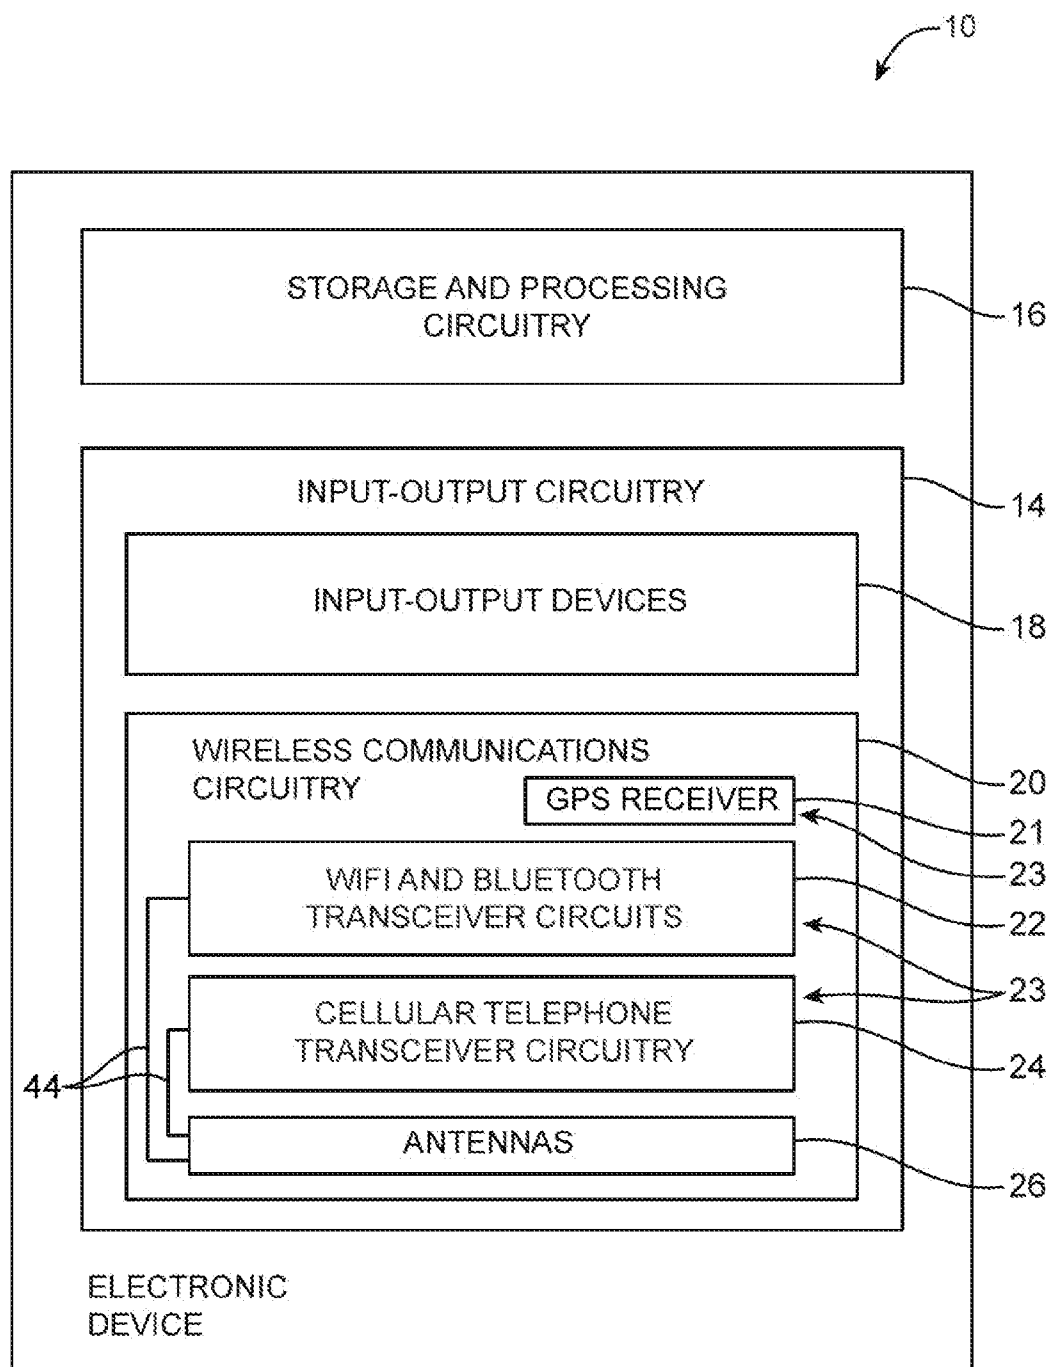 10
STORAGE AND PROCESSING
CIRCUITRY
16
INPUT-OUTPUT CIRCUITRY
14
INPUT-OUTPUT DEVICES
18
WIRELESS COMMUNICATIONS
CIRCUITRY
20
GPS RECEIVER
21
23
WIFI AND BLUETOOTH
TRANSCEIVER CIRCUITS
22
23
CELLULAR TELEPHONE
TRANSCEIVER CIRCUITRY
24
44
ANTENNAS
26
ELECTRONIC
DEVICE